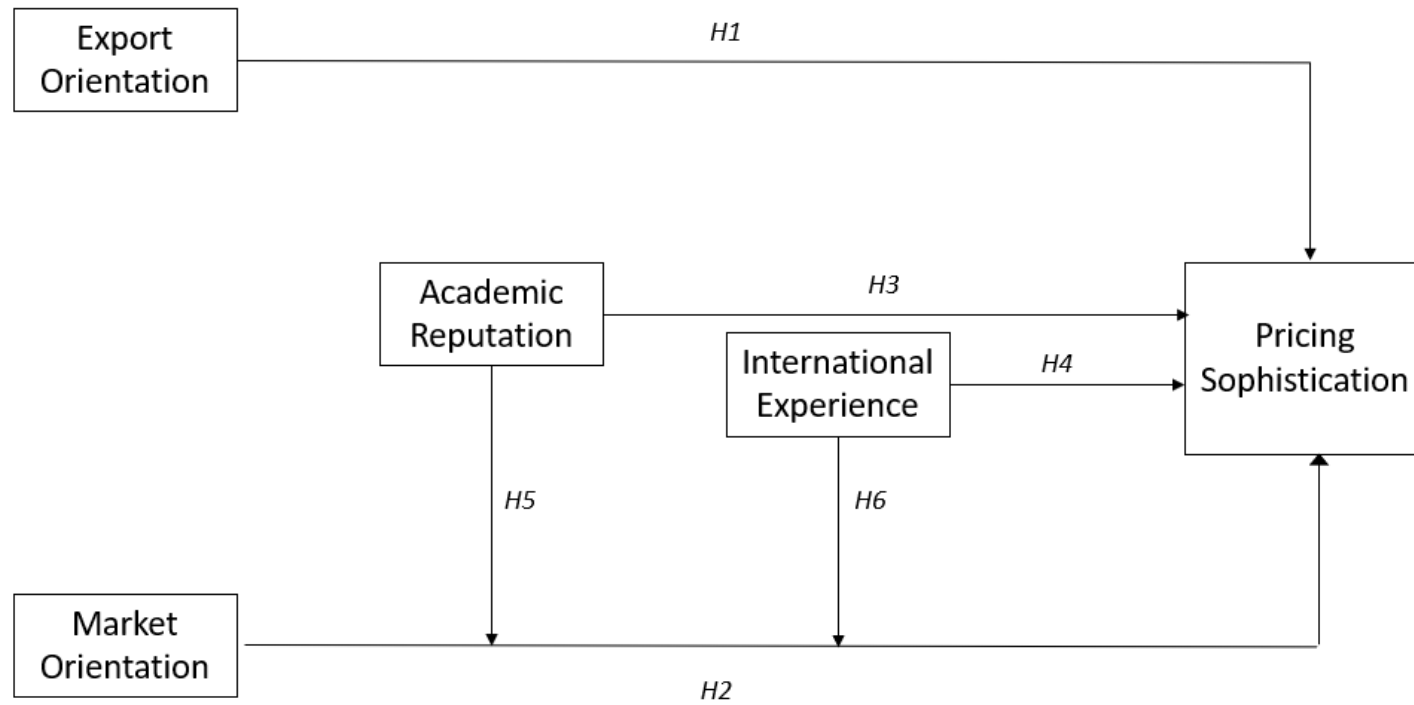 Export
Orientation
H1
Academic
Reputation
H3
International
Experience
H4
Pricing
Sophistication
H5
H6
Market
Orientation
H2